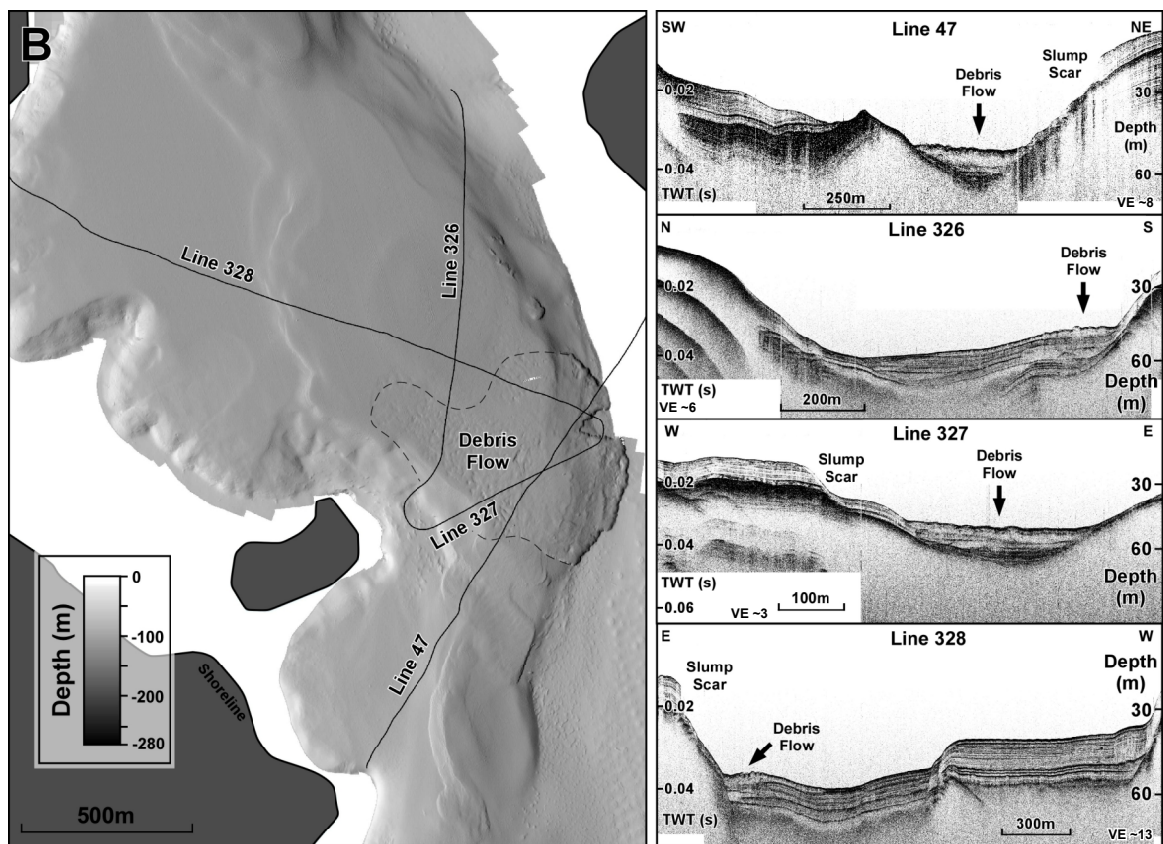 B
Line 326
Line 328
Debris
Flow
Line 327
Line 47
Depth (m)
0
-100
-200
-280
Shoreline
500m
SW
Line 47
NE
Slump
Scar
Debris
Flow
0.02
30
Depth
(m)
0.04
60
TWT (s)
250m
VE ~8
N
Line 326
S
Debris
Flow
0.02
30
0.04
60
TWT (s)
Depth
(m)
VE ~6
200m
W
Line 327
E
Slump
Scar
Debris
Flow
0.02
30
0.04
60
TWT (s)
Depth
(m)
0.06
VE ~3
100m
E
Line 328
W
Slump
Scar
Depth
(m)
0.02
30
Debris
Flow
0.04
60
TWT (s)
300m
VE ~13